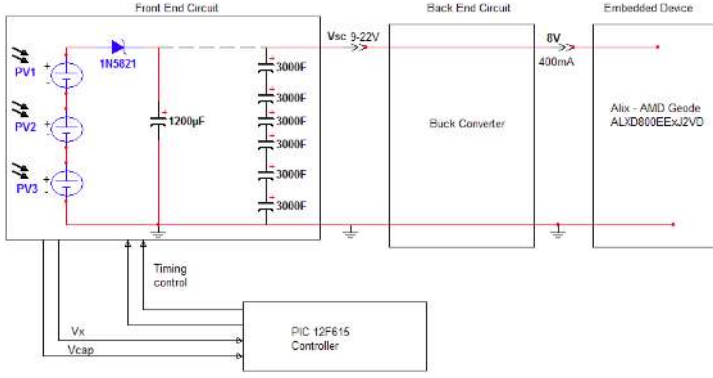 Front End Circuit
Back End Circuit
Embedded Device
Vsc 9-22V
8V
400mA
1N5821
PV1
+
-
PV2
+
-
PV3
+
-
+
1200µF
+
3000F
+
3000F
+
3000F
+
3000F
+
3000F
+
3000F
Buck Converter
Alix - AMD Geode
ALXD800EExJ2VD
Timing
control
Vx
Vcap
PIC 12F615
Controller